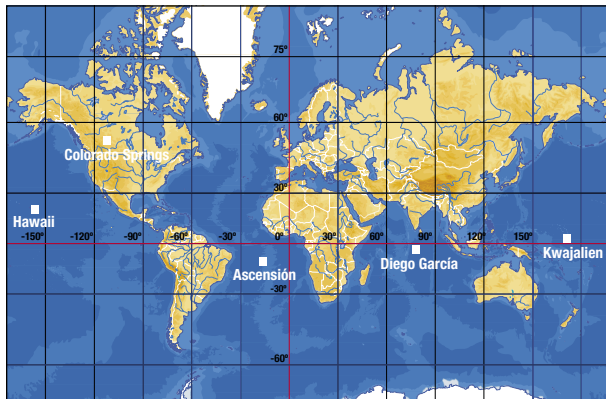 75°
60°
Colorado Springs
30°
Hawaii
-150° -120° -90° -60° -30° 0° 30° 60° 90° 120° 150°
Kwajalien
Ascensión
Diego García
-30°
-60°